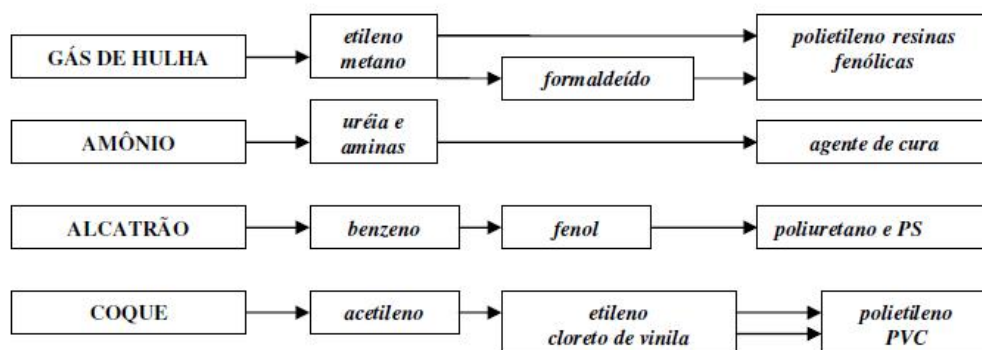 GÁS DE HULHA
etileno
metano
formaldeído
polietileno resinas
fenólicas
AMÔNIO
uréia e
aminas
agente de cura
ALCATRÃO
benzeno
fenol
poliuretano e PS
COQUE
acetileno
etileno
cloreto de vinila
polietileno
PVC